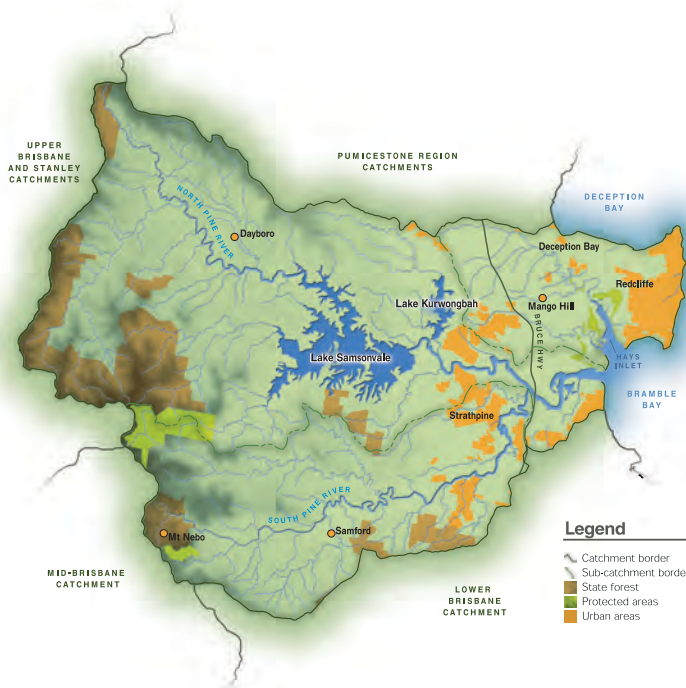 UPPER
BRISBANE
AND STANLEY
CATCHMENTS
PUMICESTONE REGION
CATCHMENTS
DECEPTION
BAY
NORTH PINE RIVER
Dayboro
Deception Bay
Redcliffe
Lake Kurwongbah
Mango Hill
BRUCE HWY
Lake Samsonvale
HAYS
INLET
BRAMBLE
BAY
Strathpine
SOUTH PINE RIVER
Mt Nebo
Samford
MID-BRISBANE
CATCHMENT
LOWER
BRISBANE
CATCHMENT
Legend
Catchment border
Sub-catchment borde
State forest
Protected areas
Urban areas